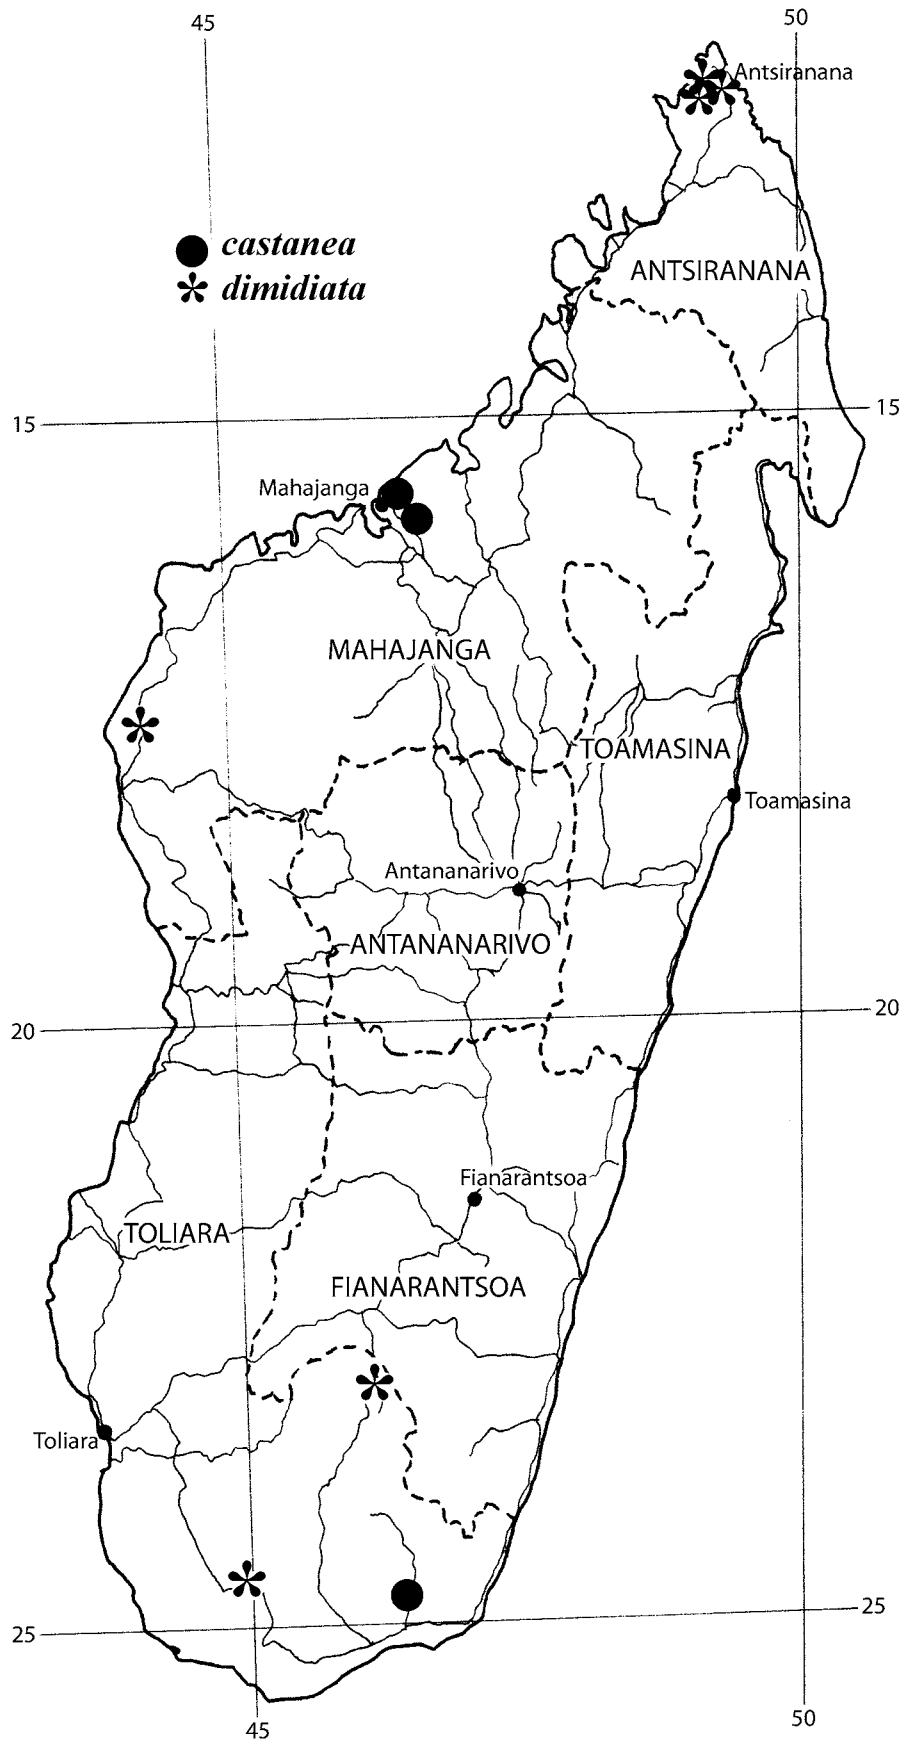 45
50
Antsiranana
castanea
dimidiata
ANTSIRANANA
15
15
Mahajanga
MAHAJANGA
TOAMASINA
Toamasina
Antananarivo
ANTANANARIVO
20
20
Fianarantsoa
TOLIARA
FIANARANTSOA
Toliara
25
25
45
50